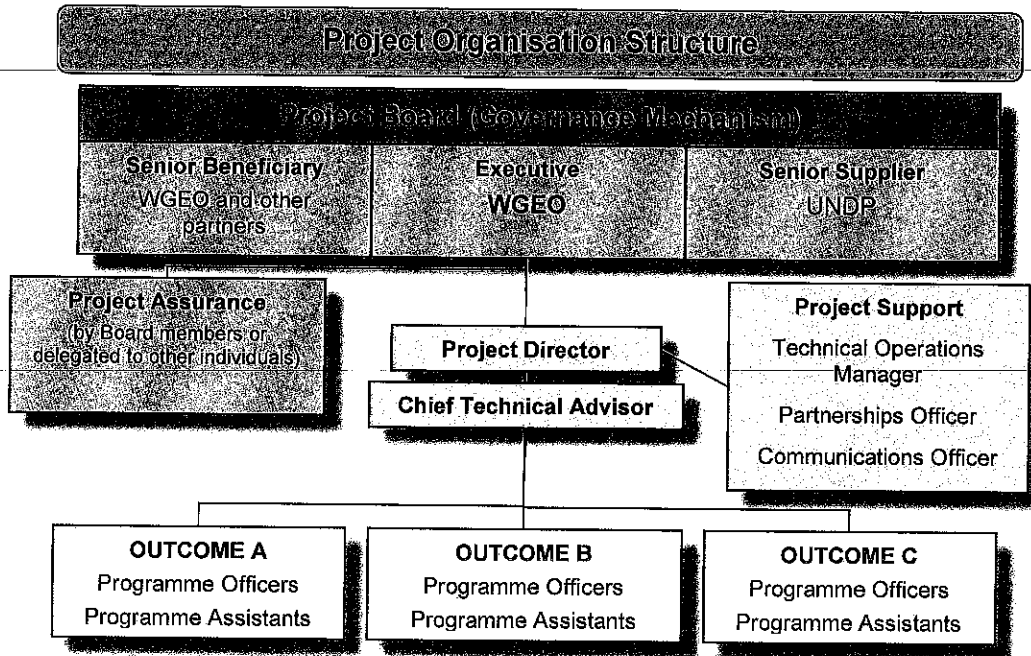 Project Organisation Structure
Project Board (Governance Mechanism)
Senior Beneficiary
WGEO and other
partners
Executive
WGEO
Senior Supplier
UNDP
Project Assurance
(by Board members or
delegated to other individuals)
Project Director
Chief Technical Advisor
Project Support
Technical Operations
Manager
Partnerships Officer
Communications Officer
OUTCOME A
Programme Officers
Programme Assistants
OUTCOME B
Programme Officers
Programme Assistants
OUTCOME C
Programme Officers
Programme Assistants